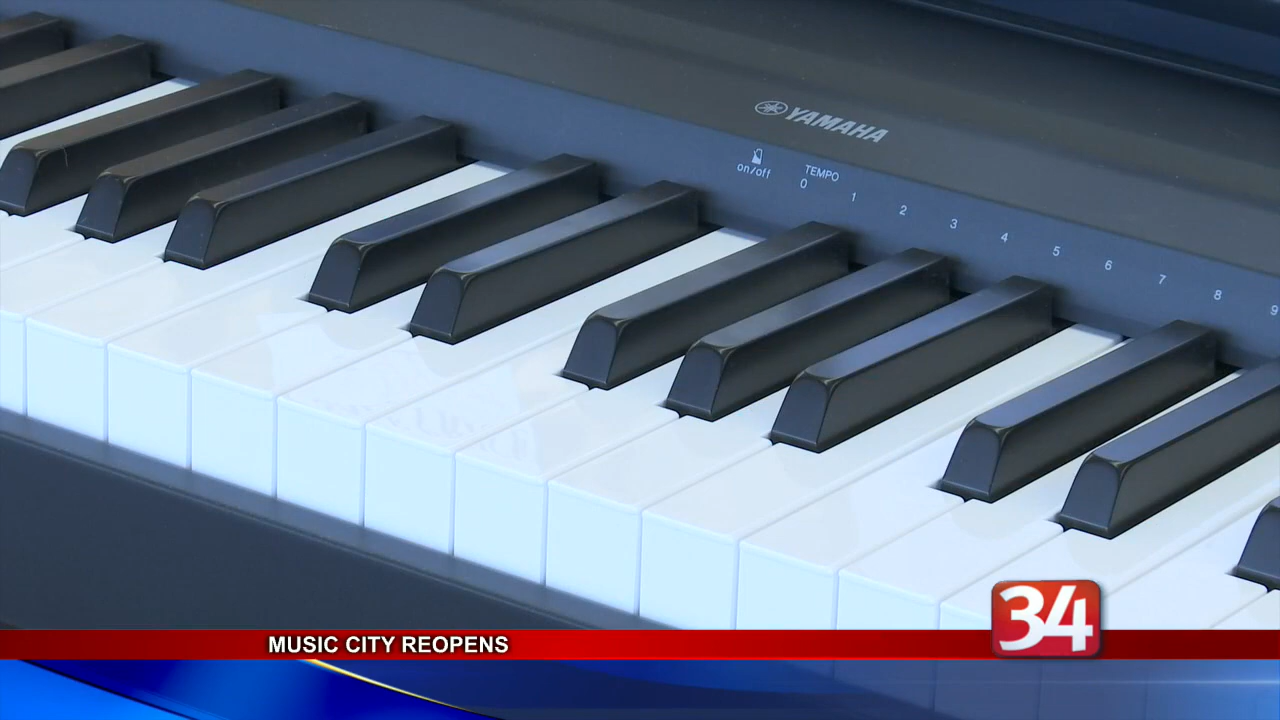 YAMAHA
on/off
TEMPO
0 1 2 3 4 5 6 7 8 9
MUSIC CITY REOPENS
34